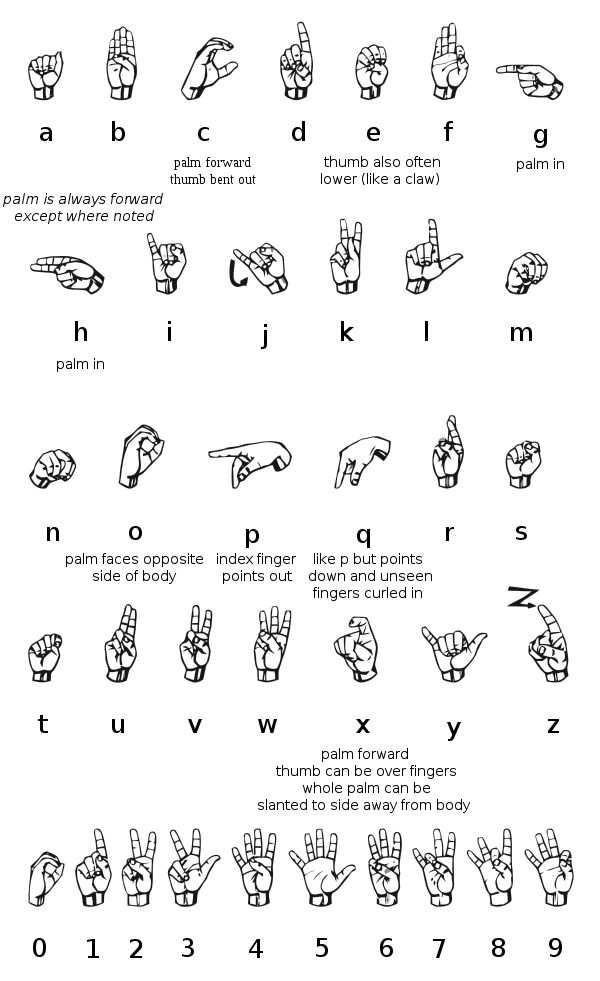 a b c d e f g
palm forward
thumb bent out
thumb also often
lower (like a claw)
palm in
palm is always forward
except where noted
h i j k l m
palm in
n o p q r s
palm faces opposite
side of body
index finger
points out
like p but points
down and unseen
fingers curled in
Z
t u v w x y z
palm forward
thumb can be over fingers
whole palm can be
slanted to side away from body
0 1 2 3 4 5 6 7 8 9